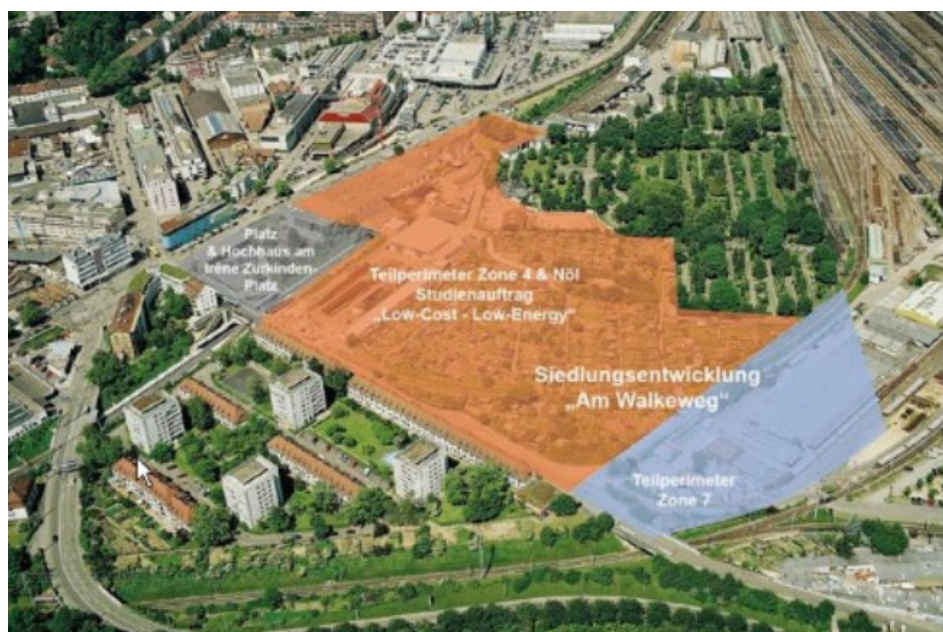 Platz
& Hochhaus am
Irène Zurkinden-
Platz
Teilperimeter Zone 4 & Nöl
Studienauftrag
„Low-Cost - Low-Energy“
Siedlungsentwicklung
„Am Walkeweg“
Teilperimeter
Zone 7